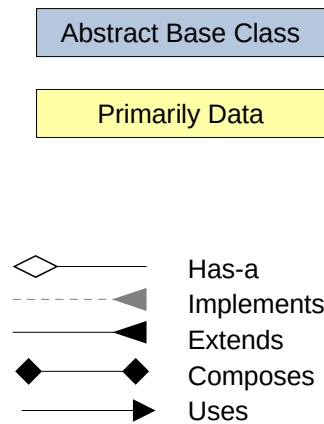 Abstract Base Class
Primarily Data
Has-a
Implements
Extends
Composes
Uses